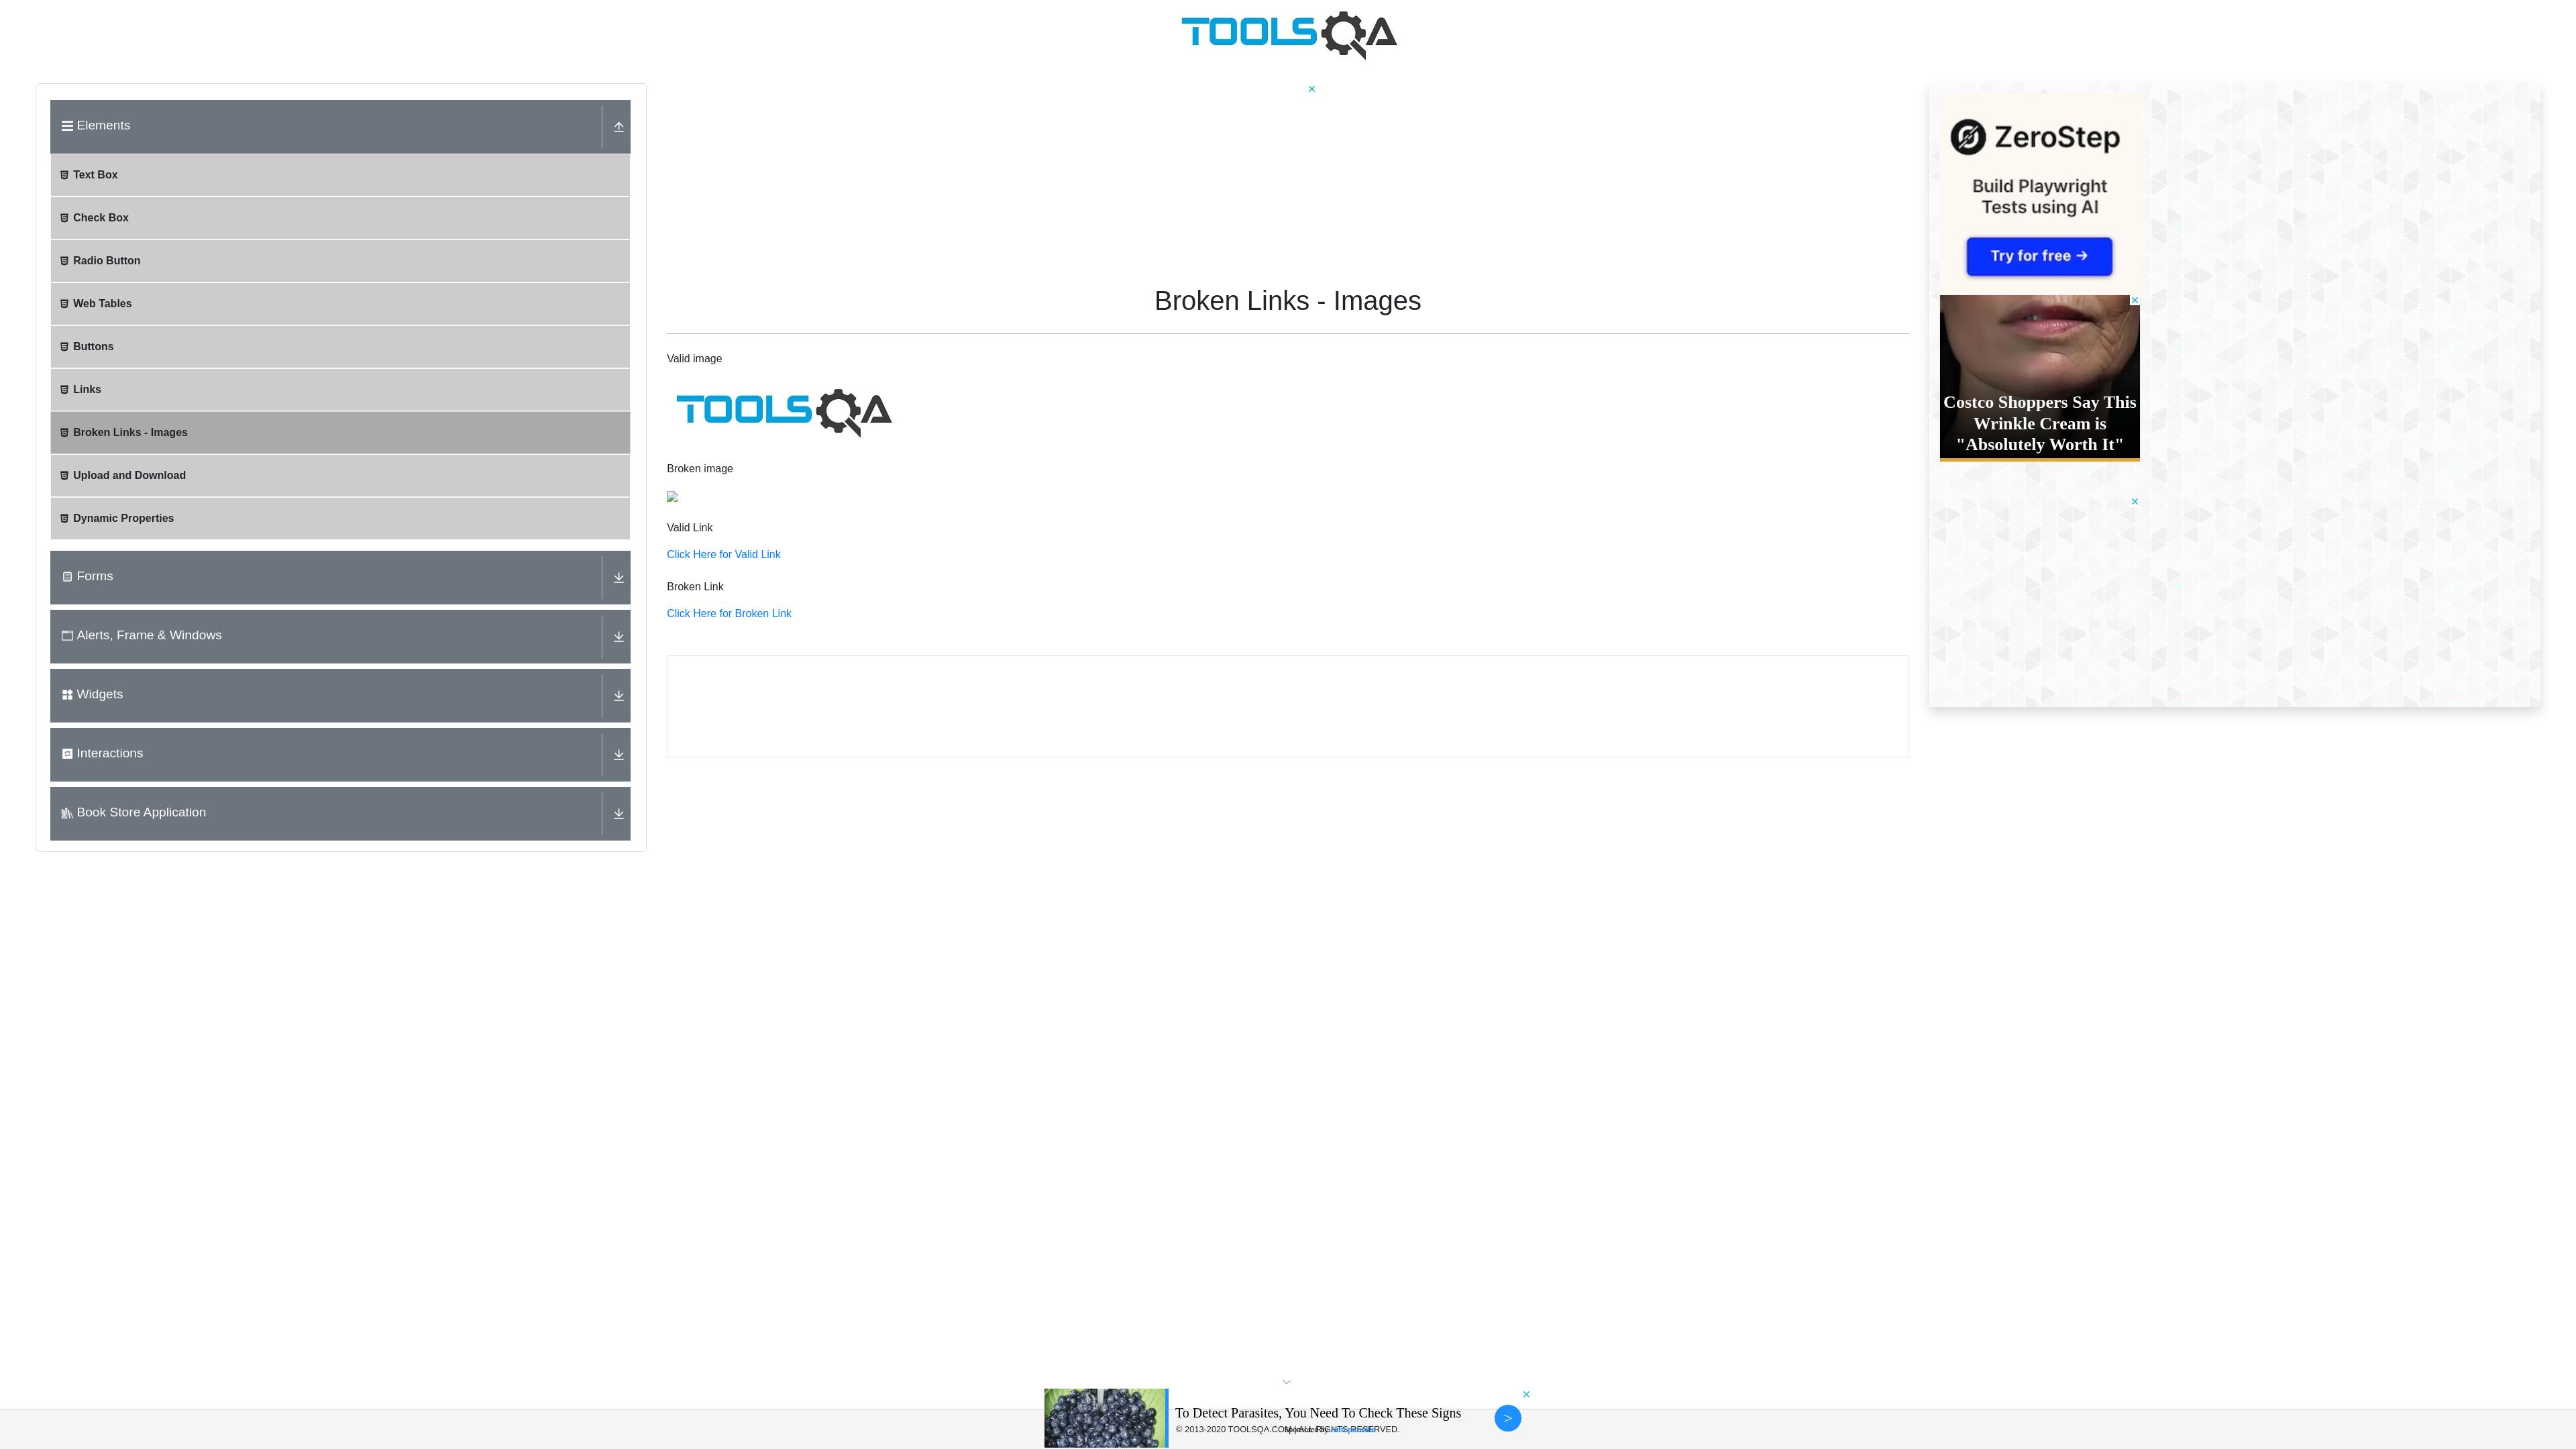 TOOLSQA
Elements
Text Box
Check Box
Radio Button
Web Tables
Buttons
Links
Broken Links - Images
Upload and Download
Dynamic Properties
Forms
Alerts, Frame & Windows
Widgets
Interactions
Book Store Application
Broken Links - Images
Valid image
TOOLSQA
Broken image
Valid Link
Click Here for Valid Link
Broken Link
Click Here for Broken Link
ZeroStep
Build Playwright
Tests using AI
Try for free →
Costco Shoppers Say This
Wrinkle Cream is
"Absolutely Worth It"
To Detect Parasites, You Need To Check These Signs
>
© 2013-2020 TOOLSQA.COM | ALL RIGHTS RESERVED.